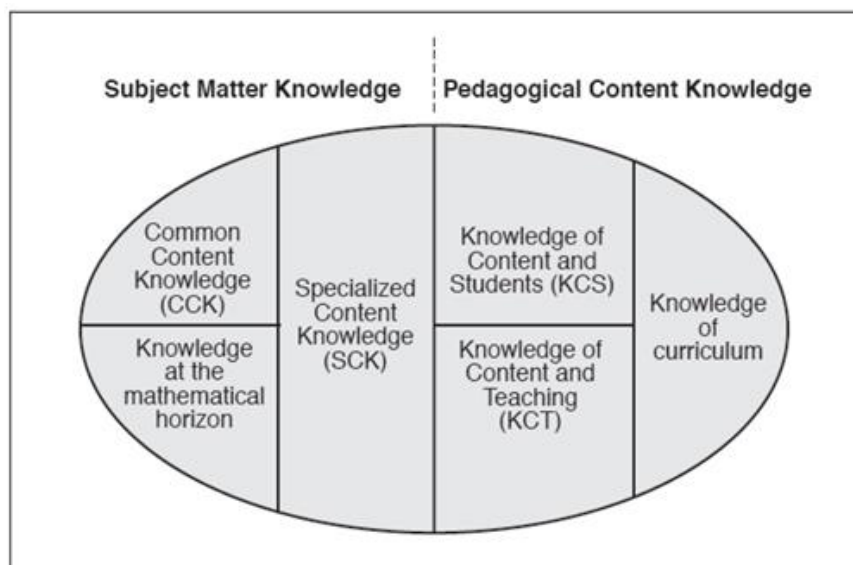 Subject Matter Knowledge
Pedagogical Content Knowledge
Common
Content
Knowledge
(CCK)
Knowledge
at the
mathematical
horizon
Specialized
Content
Knowledge
(SCK)
Knowledge of
Content and
Students (KCS)
Knowledge of
Content and
Teaching
(KCT)
Knowledge
of
curriculum